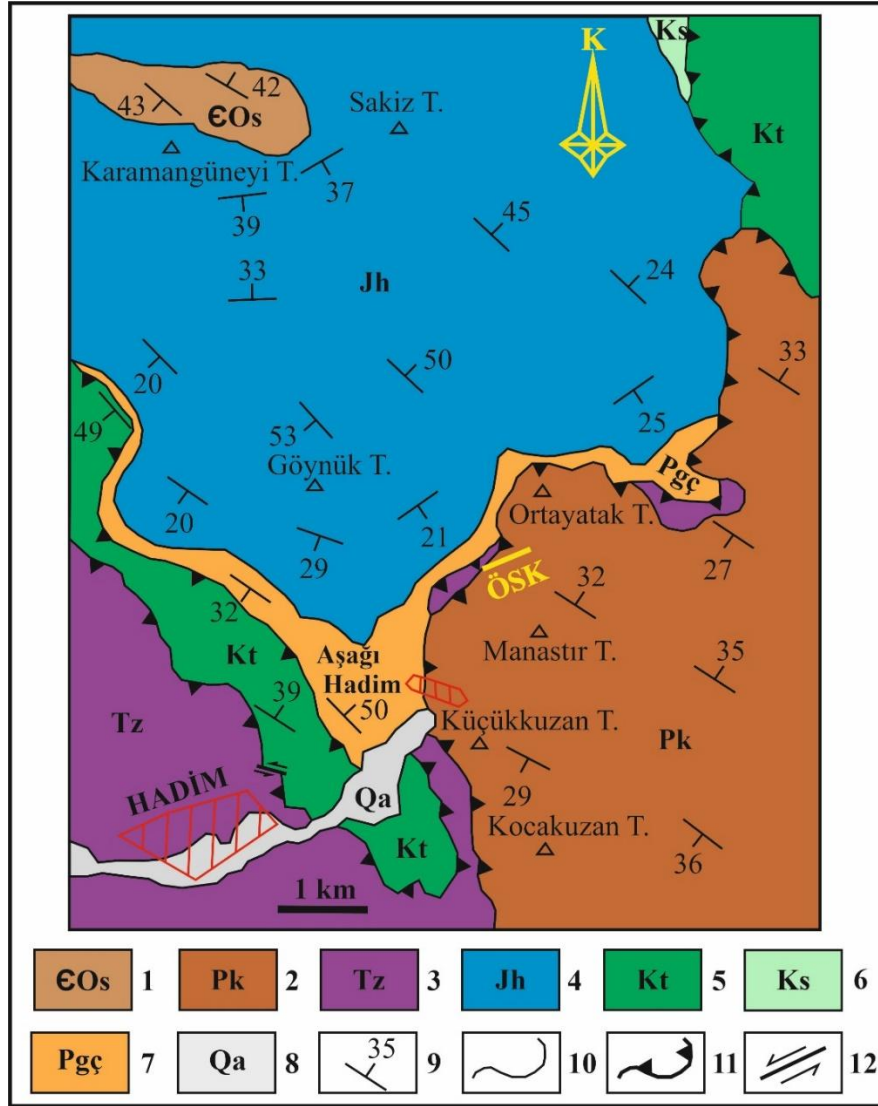 Ks
K
42
43
ЄOs
Sakiz T.
Kt
Karamangüneyi T.
37
39
45
33
Jh
24
20
50
33
49
53
25
Göynük T.
Pgç
20
21
Ortayatak T.
29
27
ÖSK
32
32
Aşağı
Hadim
Manastır T.
35
Kt
39
50
Küçükkuzan T.
Tz
Pk
HADİM
29
Qa
Kocakuzan T.
Kt
36
1 km
ЄOs 1 Pk 2 Tz 3 Jh 4 Kt 5 Ks 6
Pgç 7 Qa 8 35 9 10 11 12